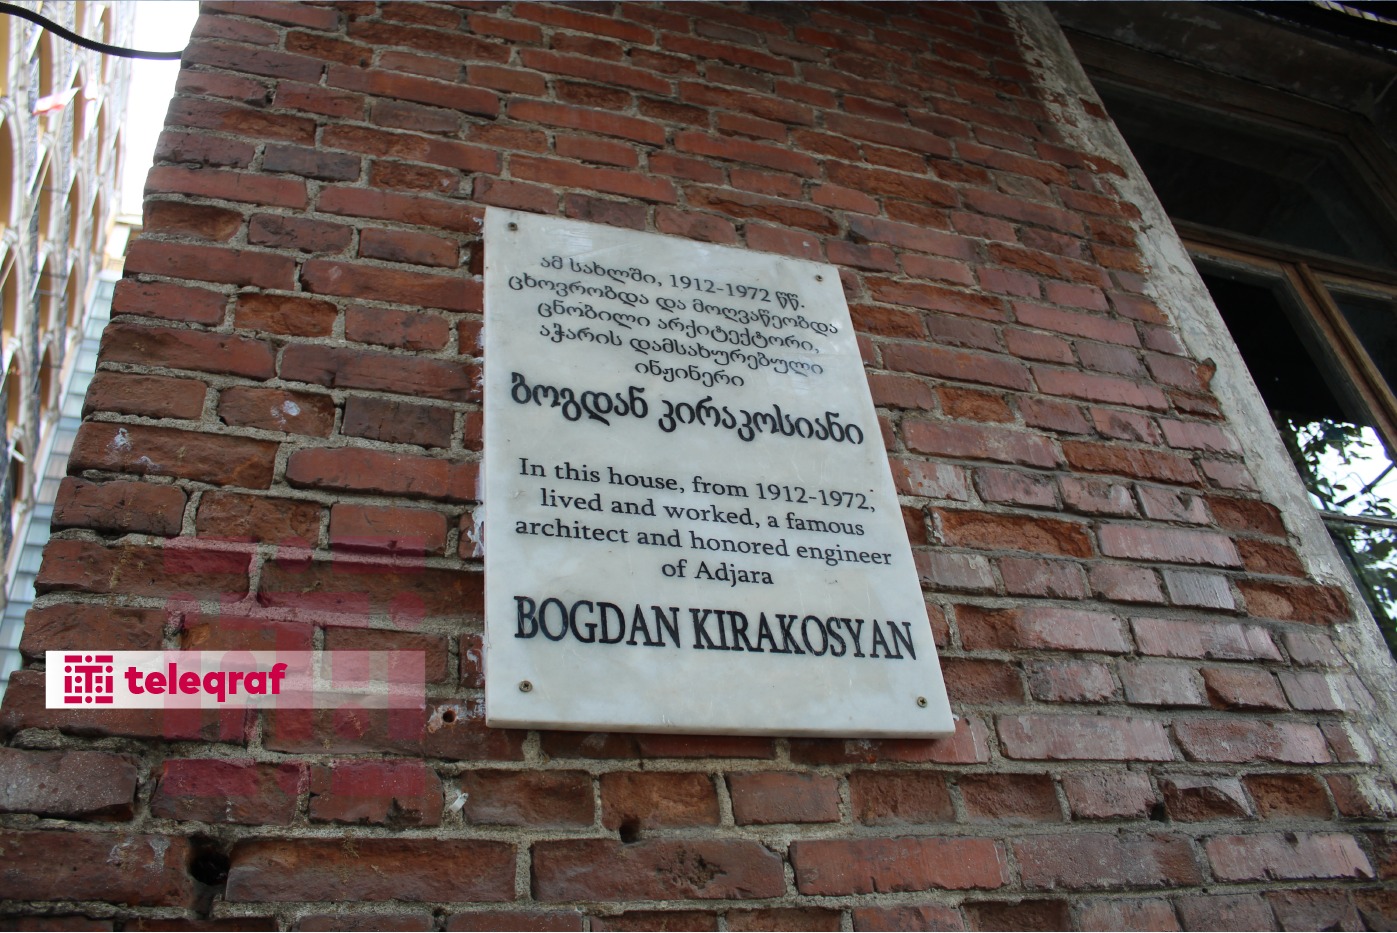 ამ სახლში, 1912-1972 წწ.
ცხოვრობდა და მოღვაწეობდა
ცნობილი არქიტექტორი,
აჭარის დამსახურებული
ინჟინერი
ბოგდან კირაკოსიანი
In this house, from 1912-1972,
lived and worked, a famous
architect and honored engineer
of Adjara
BOGDAN KIRAKOSYAN
teleqraf